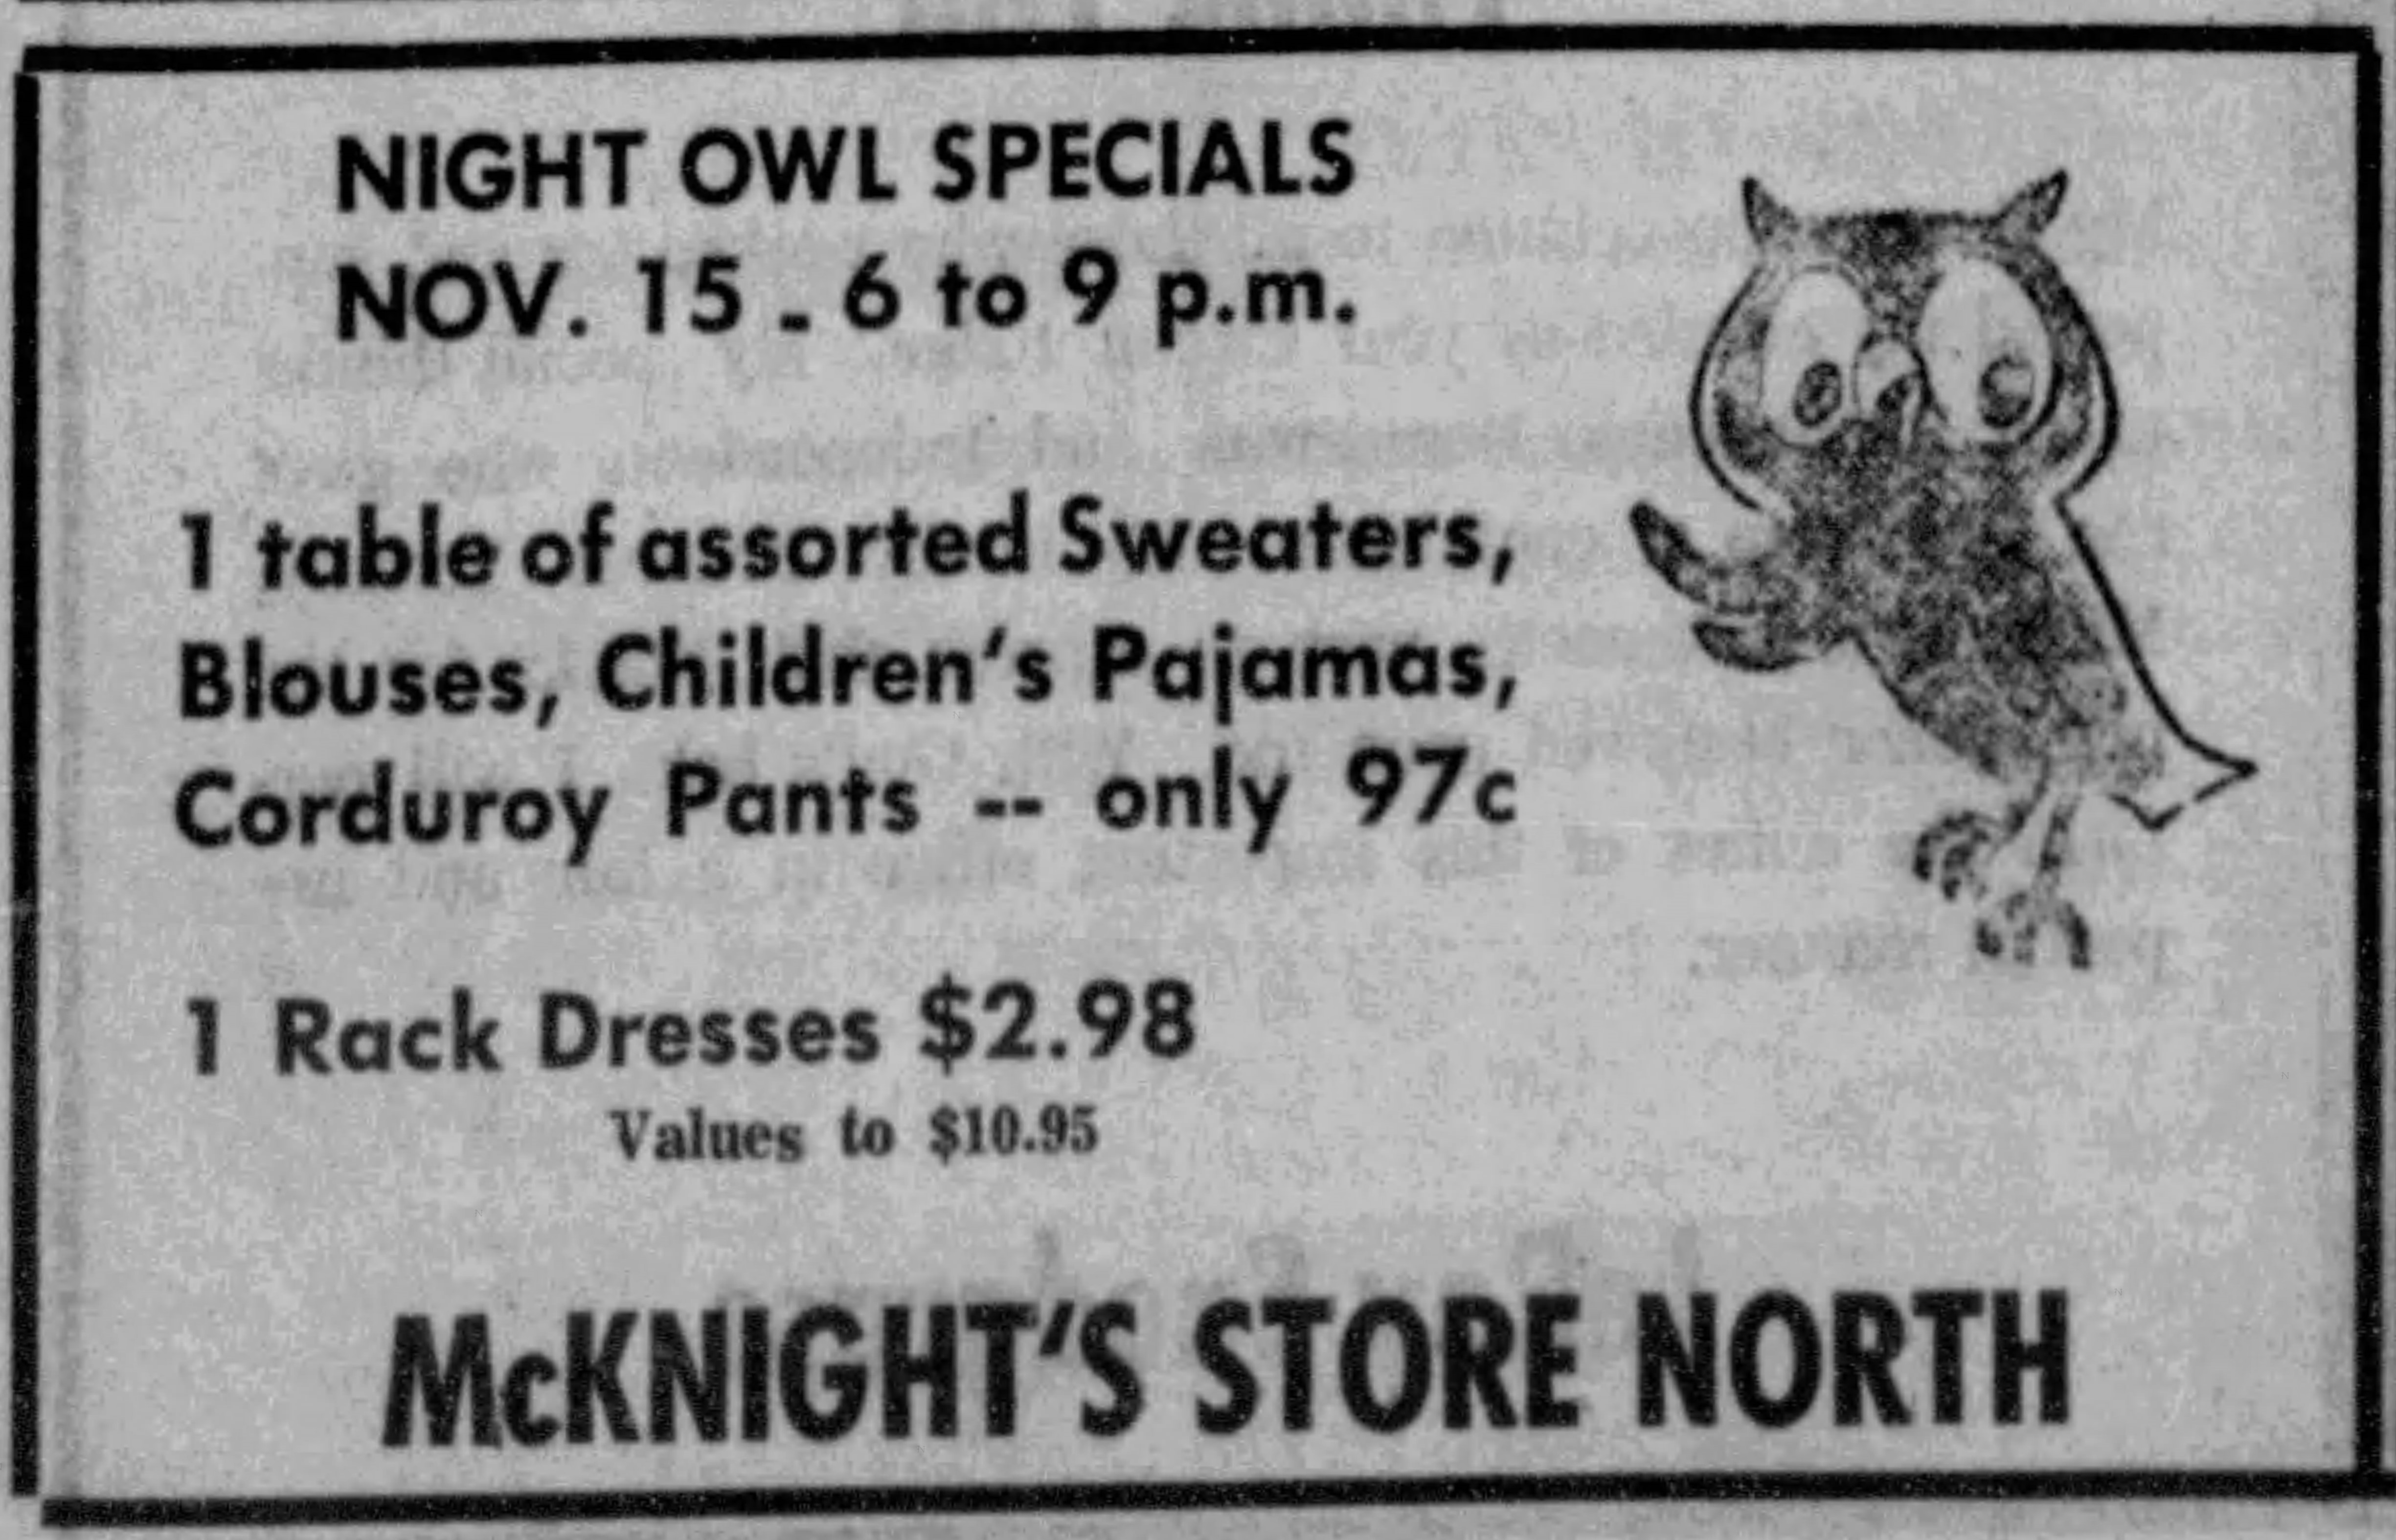 NIGHT OWL SPECIALS
NOV. 15 - 6 to 9 p.m.
1 table of assorted Sweaters,
Blouses, Children's Pajamas,
Corduroy Pants -- only 97c
1 Rack Dresses $2.98
Values to $10.95
McKNIGHT'S STORE NORTH